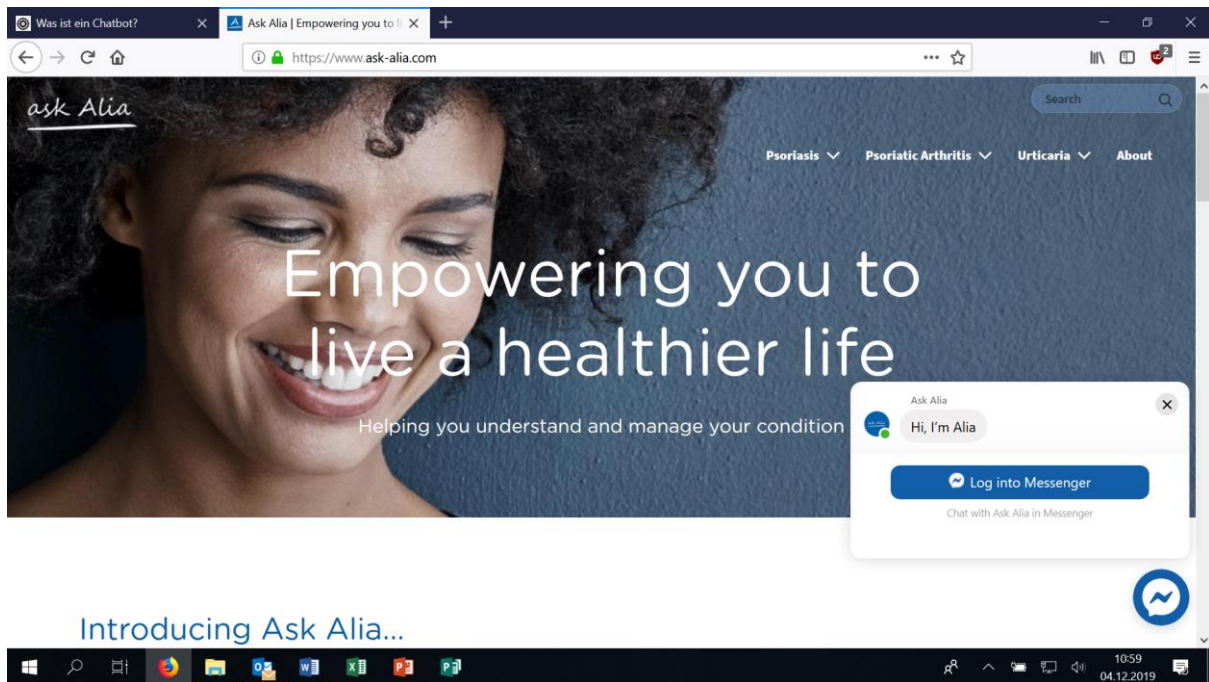 Was ist ein Chatbot?
Ask Alia | Empowering you to li
https://www.ask-alia.com
2
ask Alia
Search
Psoriasis
Psoriatic Arthritis
Urticaria
About
Empowering you to
live a healthier life
Helping you understand and manage your condition
Ask Alia
Hi, I'm Alia
Log into Messenger
Chat with Ask Alia in Messenger
Introducing Ask Alia...
10:59
04.12.2019